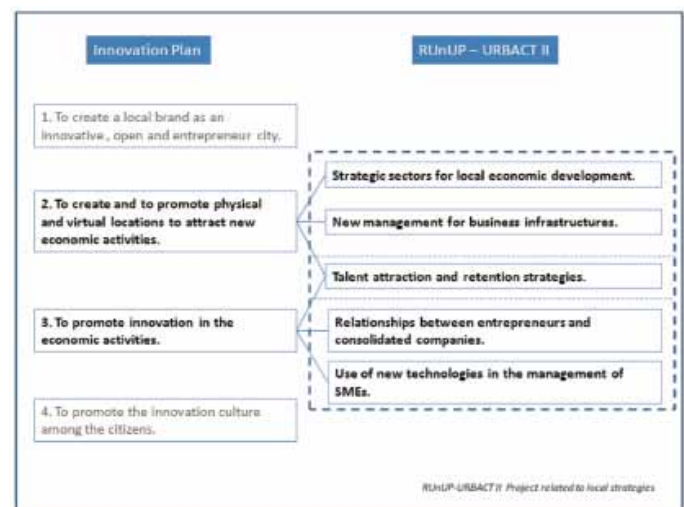 Innovation Plan
RUnUP – URBACT II
1. To create a local brand as an
innovative , open and entrepreneur city.
2. To create and to promote physical
and virtual locations to attract new
economic activities.
3. To promote innovation in the
economic activities.
4. To promote the innovation culture
among the citizens.
Strategic sectors for local economic development.
New management for business infrastructures.
Talent attraction and retention strategies.
Relationships between entrepreneurs and
consolidated companies.
Use of new technologies in the management of
SMEs.
RUnUP-URBACT II Project related to local strategies